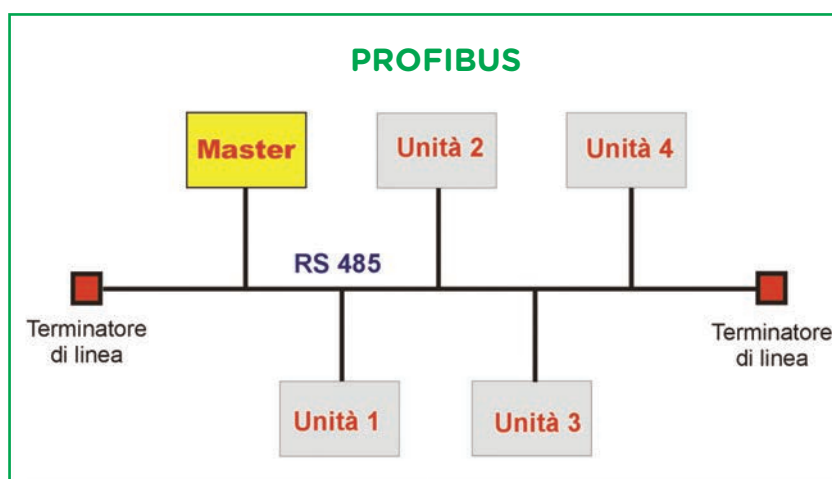 PROFIBUS
Master
Unità 2
Unità 4
RS 485
Terminatore
di linea
Terminatore
di linea
Unità 1
Unità 3